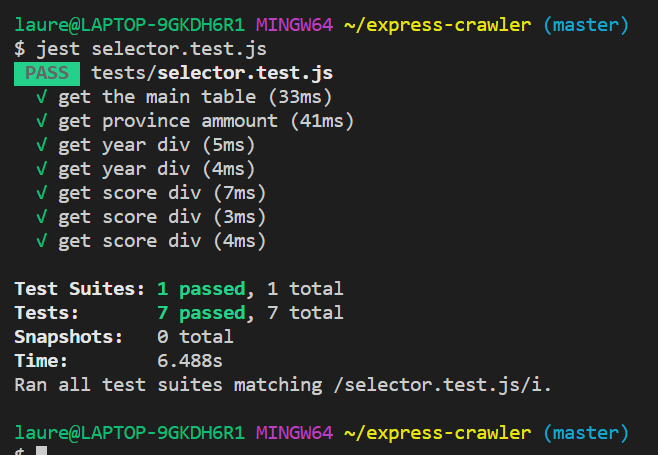 laure@LAPTOP-9GKDH6R1 MINGW64 ~/express-crawler (master)
$ jest selector.test.js
PASS tests/selector.test.js
√ get the main table (33ms)
√ get province ammount (41ms)
√ get year div (5ms)
√ get year div (4ms)
√ get score div (7ms)
√ get score div (3ms)
√ get score div (4ms)
Test Suites: 1 passed, 1 total
Tests: 7 passed, 7 total
Snapshots: 0 total
Time: 6.488s
Ran all test suites matching /selector.test.js/i.
laure@LAPTOP-9GKDH6R1 MINGW64 ~/express-crawler (master)
$